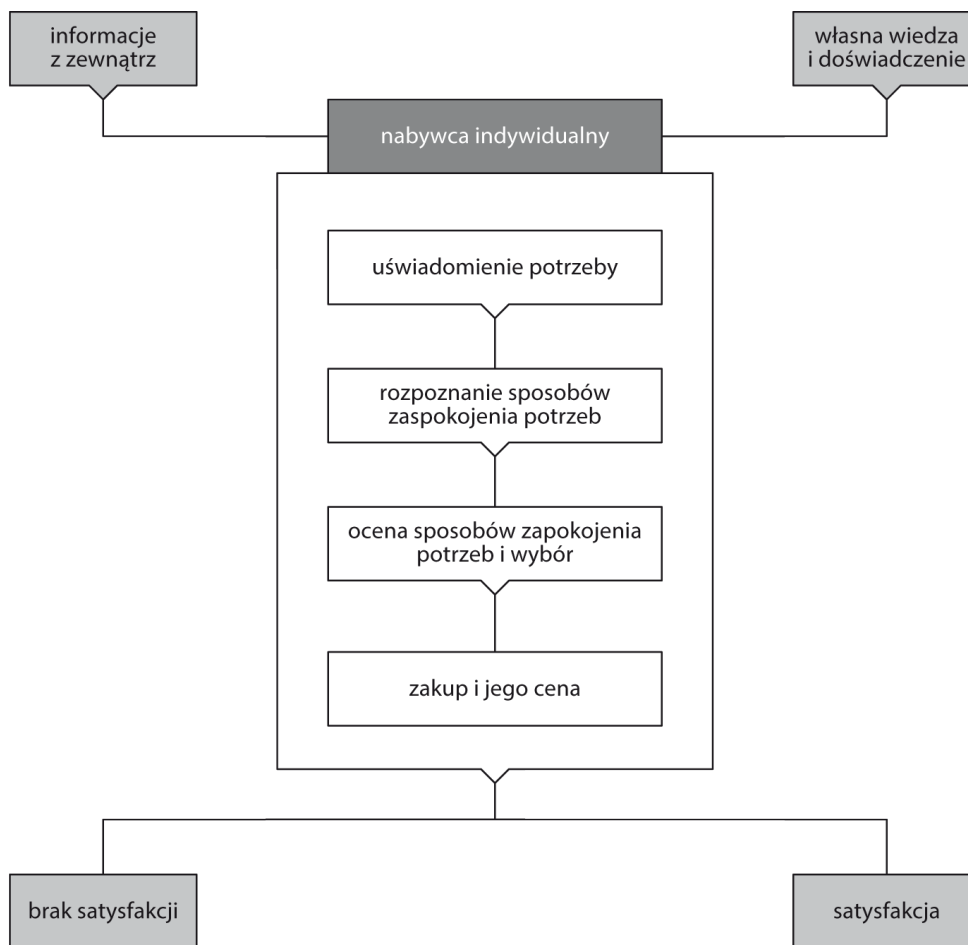 informacje
z zewnątrz
własna wiedza
i doświadczenie
nabywca indywidualny
uświadomienie potrzeby
rozpoznanie sposobów
zaspokojenia potrzeb
ocena sposobów zapokojenia
potrzeb i wybór
zakup i jego cena
brak satysfakcji
satysfakcja